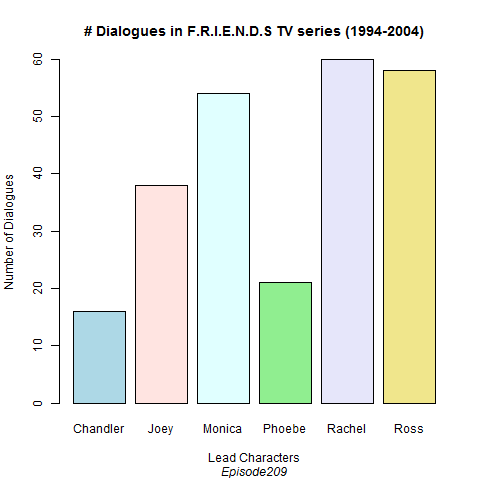 # Dialogues in F.R.I.E.N.D.S TV series (1994-2004)
60
50
40
30
20
10
0
Number of Dialogues
Chandler Joey Monica Phoebe Rachel Ross
Lead Characters
Episode209